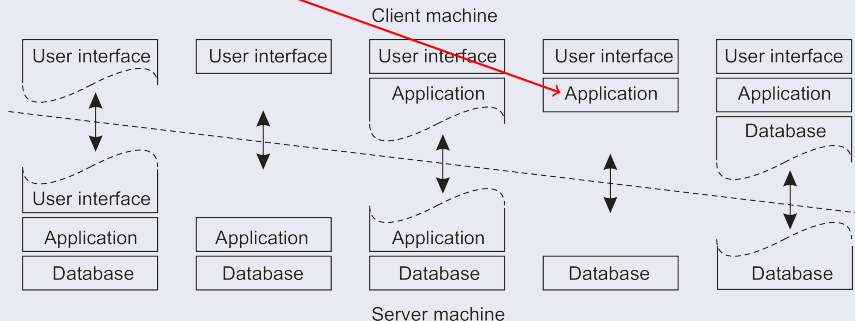 Client machine
User interface User interface User interface User interface User interface
Application Application Application
Database
User interface
Application Application Application
Database Database Database Database Database
Server machine